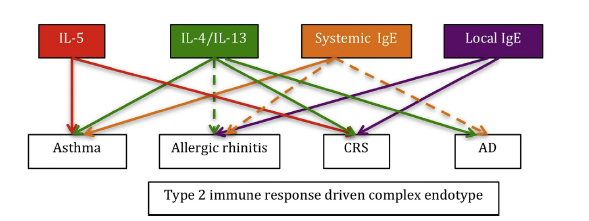 IL-5 IL-4/IL-13 Systemic IgE Local IgE
Asthma Allergic rhinitis CRS AD
Type 2 immune response driven complex endotype